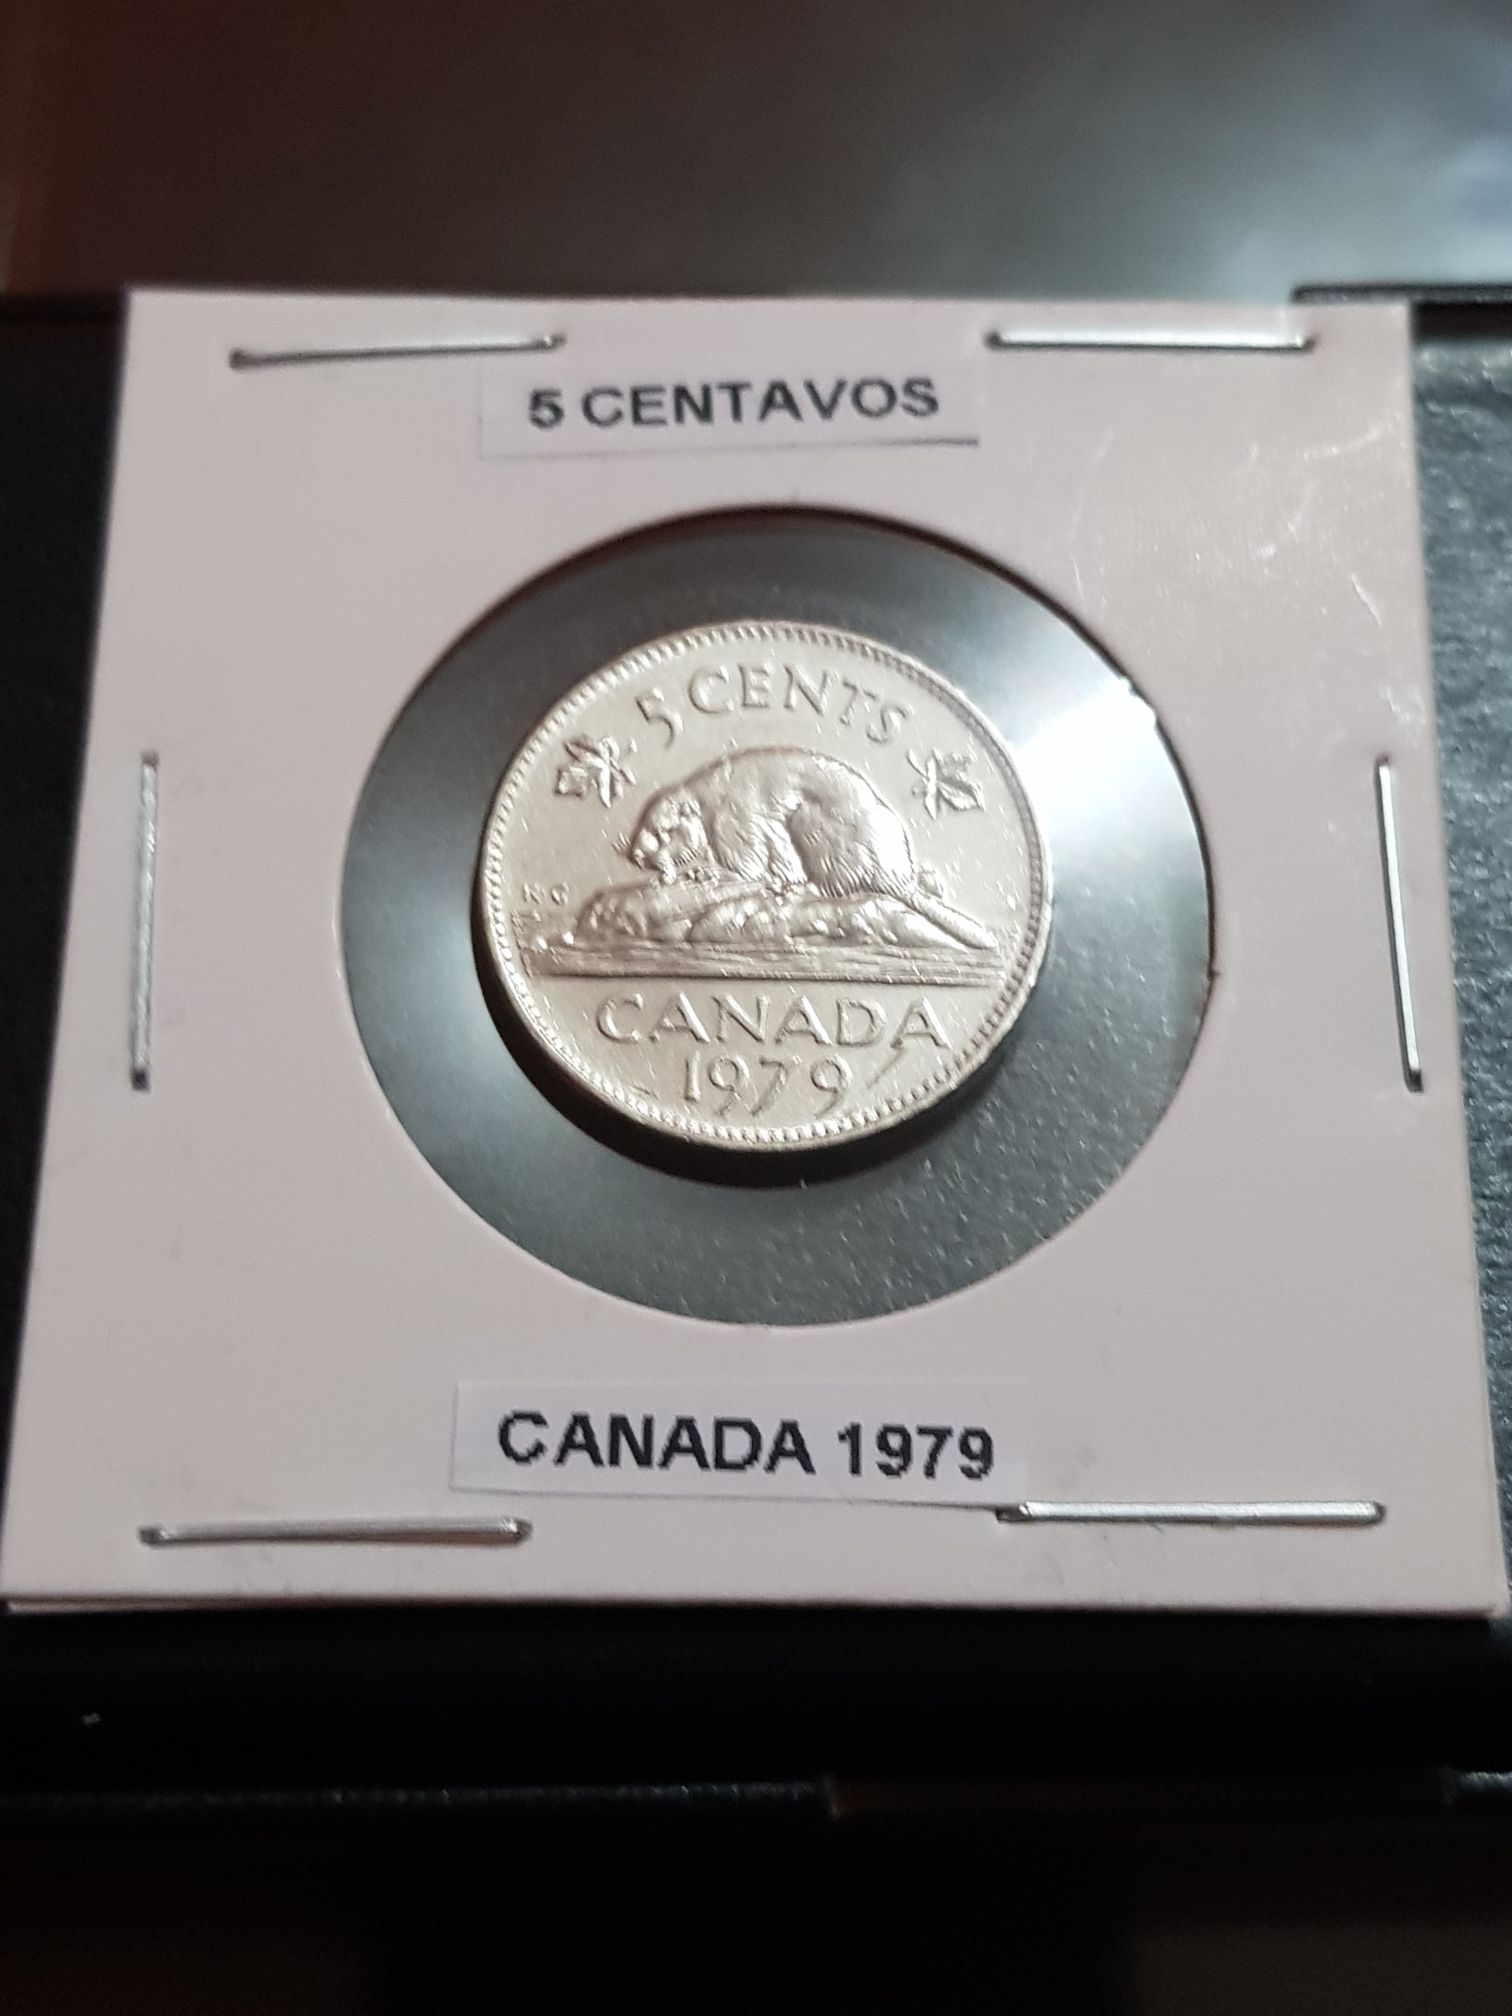 5 CENTAVOS
5 CENTS
K G
CANADA
1979
CANADA 1979